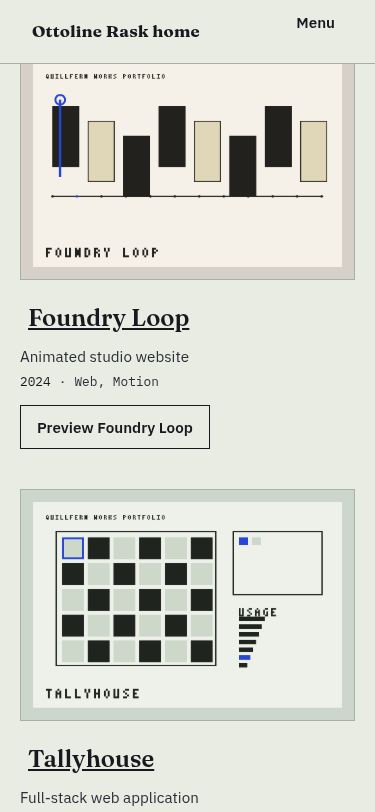 Ottoline Rask home
Menu
QUILLFERN WORKS PORTFOLIO
FOUNDRY LOOP
Foundry Loop
Animated studio website
2024 · Web, Motion
Preview Foundry Loop
QUILLFERN WORKS PORTFOLIO
USAGE
TALLYHOUSE
Tallyhouse
Full-stack web application